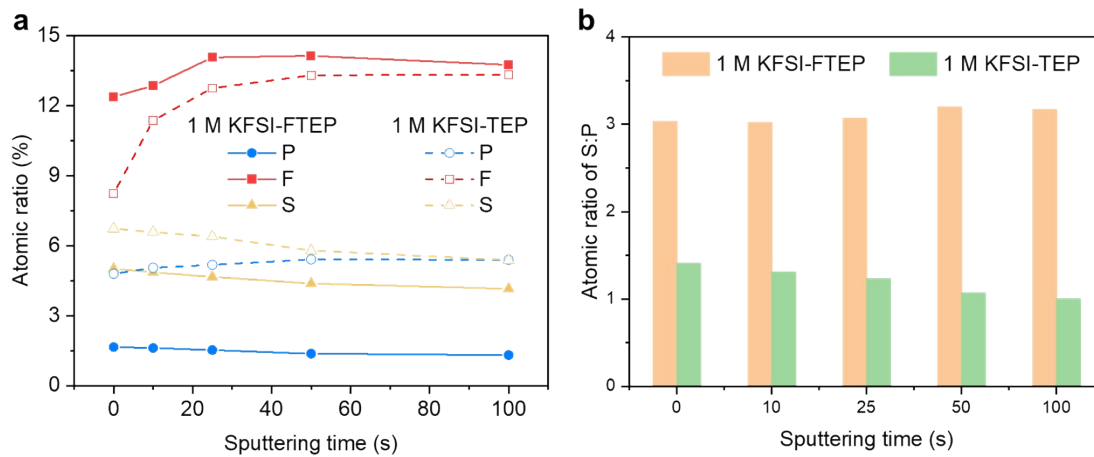 a
15
12
9
6
3
0
Atomic ratio (%)
1 M KFSI-FTEP
P
F
S
1 M KFSI-TEP
P
F
S
0 20 40 60 80 100
Sputtering time (s)
b
4
3
2
1
0
Atomic ratio of S:P
1 M KFSI-FTEP 1 M KFSI-TEP
0 10 25 50 100
Sputtering time (s)